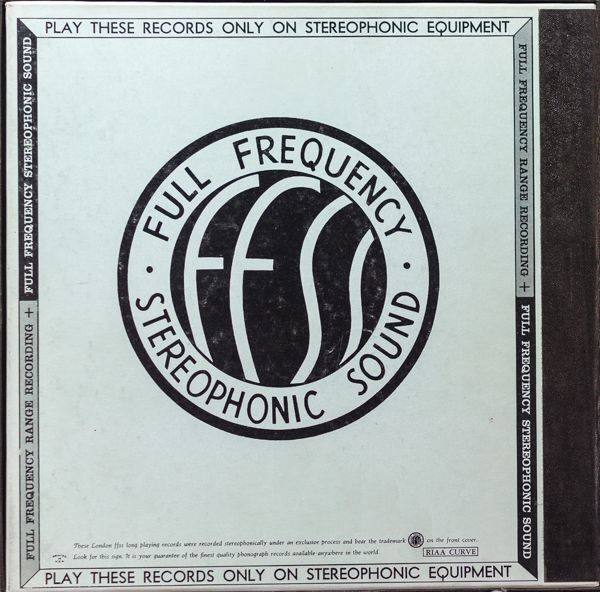 PLAY THESE RECORDS ONLY ON STEREOPHONIC EQUIPMENT
FULL FREQUENCY RANGE RECORDING + FULL FREQUENCY STEREOPHONIC SOUND
FULL FREQUENCY RANGE RECORDING + FULL FREQUENCY STEREOPHONIC SOUND
FULL FREQUENCY
ffss
· STEREOPHONIC SOUND ·
These London ffss long playing records were recorded stereophonically under an exclusive process and bear the trademark on the front cover.
Look for this sign. It is your guarantee of the finest quality phonograph records available anywhere in the world.
RIAA CURVE
PLAY THESE RECORDS ONLY ON STEREOPHONIC EQUIPMENT